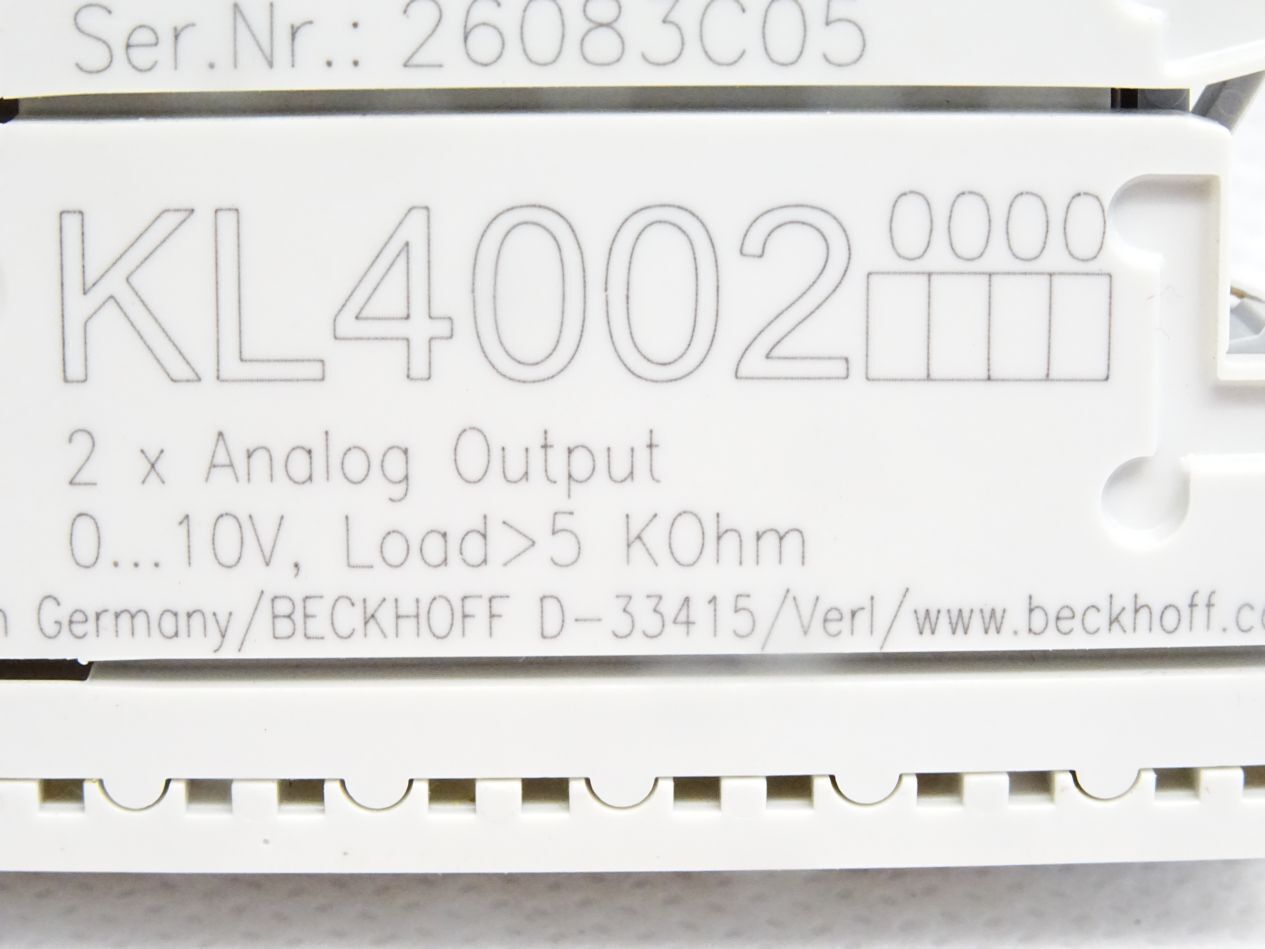 Ser.Nr.: 26083C05
KL4002 0000
2 x Analog Output
0...10V, Load>5 KOhm
Germany/BECKHOFF D-33415/Verl/www.beckhoff.co